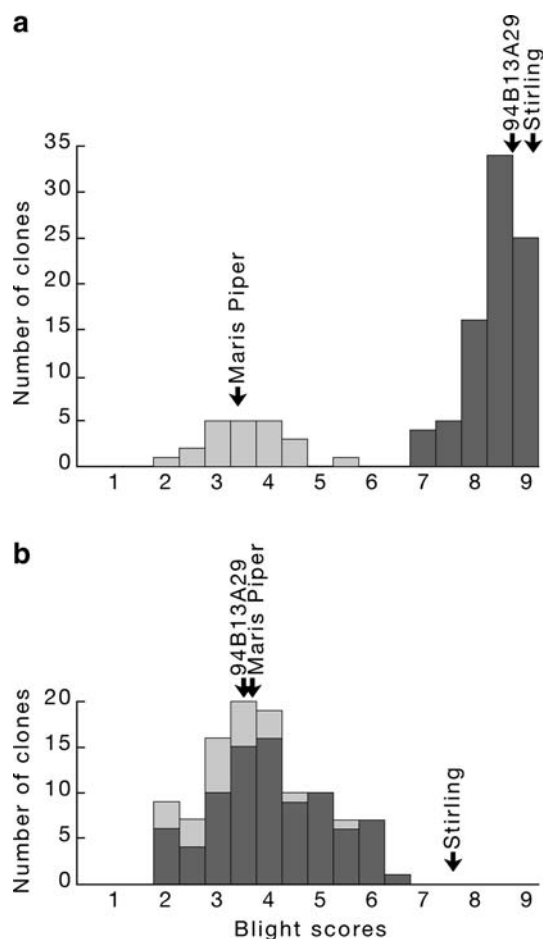 a
94B13A29
Stirling
35
30
25
20
15
10
5
0
Number of clones
Maris Piper
1 2 3 4 5 6 7 8 9
b
94B13A29
Maris Piper
20
15
10
5
0
Number of clones
Stirling
1 2 3 4 5 6 7 8 9
Blight scores